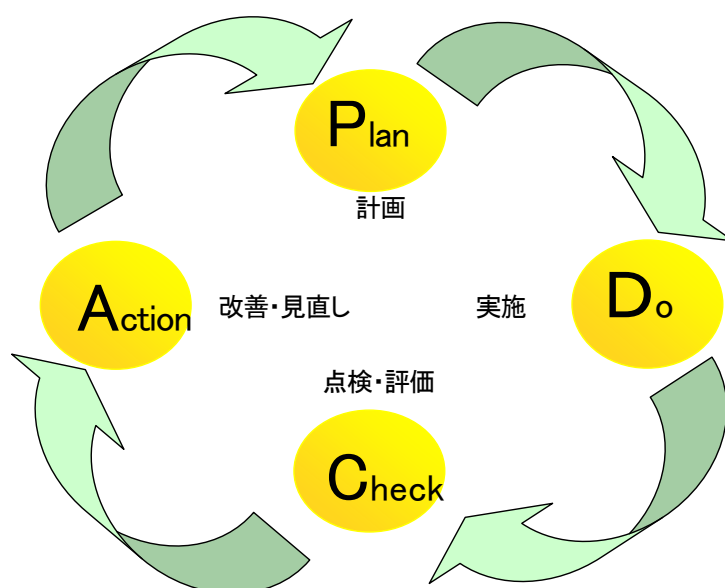 Plan
計画
Action
改善・見直し
実施
Do
点検・評価
Check